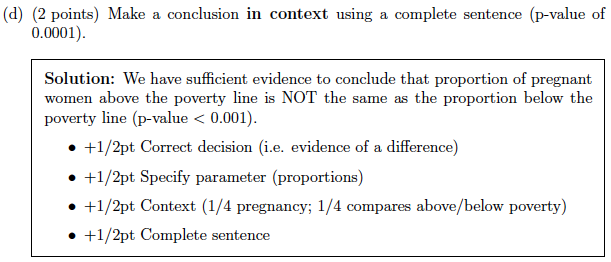 (d) (2 points) Make a conclusion in context using a complete sentence (p-value of
0.0001).
Solution: We have sufficient evidence to conclude that proportion of pregnant
women above the poverty line is NOT the same as the proportion below the
poverty line (p-value < 0.001).
• +1/2pt Correct decision (i.e. evidence of a difference)
• +1/2pt Specify parameter (proportions)
• +1/2pt Context (1/4 pregnancy; 1/4 compares above/below poverty)
• +1/2pt Complete sentence